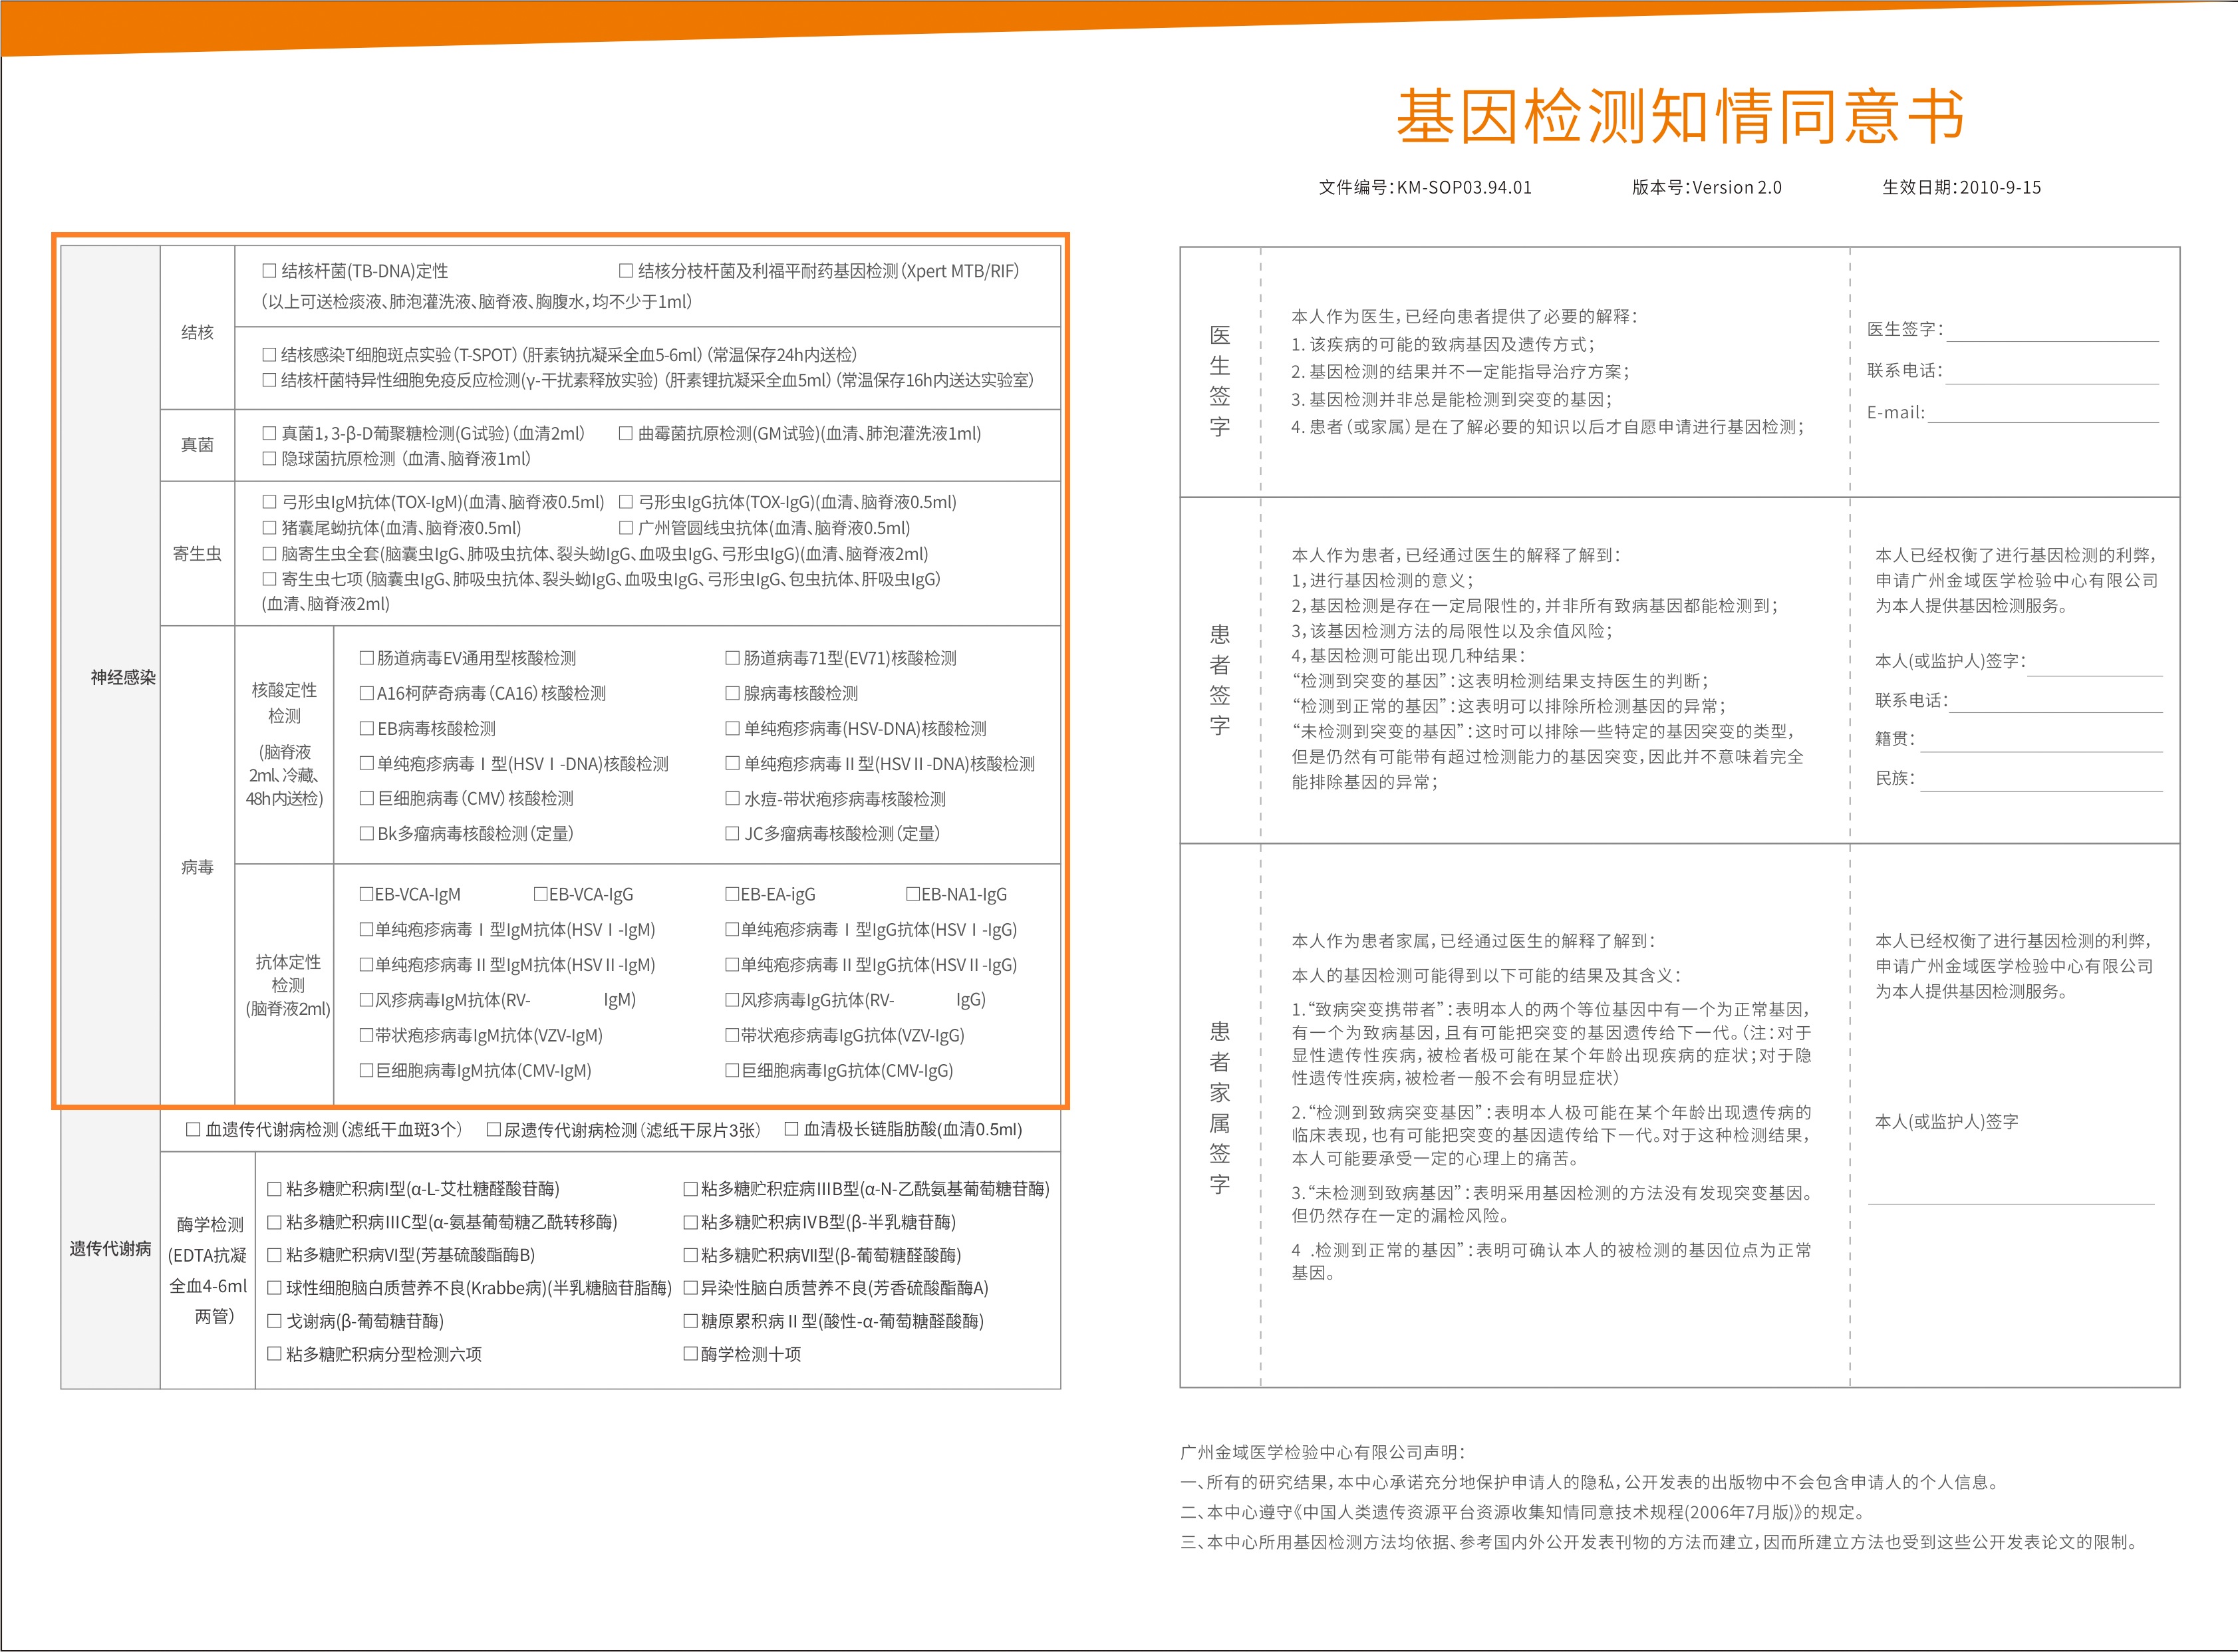 基因检测知情同意书
文件编号：KM-SOP03.94.01 版本号：Version 2.0 生效日期：2010-9-15
神经感染
结核
□ 结核杆菌(TB-DNA)定性 □ 结核分枝杆菌及利福平耐药基因检测（Xpert MTB/RIF）
（以上可送检痰液、肺泡灌洗液、脑脊液、胸腹水，均不少于1ml）
□ 结核感染T细胞斑点实验（T-SPOT）（肝素钠抗凝采全血5-6ml）（常温保存24h内送检）
□ 结核杆菌特异性细胞免疫反应检测(γ-干扰素释放实验)（肝素锂抗凝采全血5ml）（常温保存16h内送达实验室）
真菌
□ 真菌1，3-β-D葡聚糖检测(G试验)（血清2ml） □ 曲霉菌抗原检测(GM试验)(血清、肺泡灌洗液1ml)
□ 隐球菌抗原检测（血清、脑脊液1ml）
寄生虫
□ 弓形虫IgM抗体(TOX-IgM)(血清、脑脊液0.5ml) □ 弓形虫IgG抗体(TOX-IgG)(血清、脑脊液0.5ml)
□ 猪囊尾蚴抗体(血清、脑脊液0.5ml) □ 广州管圆线虫抗体(血清、脑脊液0.5ml)
□ 脑寄生虫全套(脑囊虫IgG、肺吸虫抗体、裂头蚴IgG、血吸虫IgG、弓形虫IgG)(血清、脑脊液2ml)
□ 寄生虫七项（脑囊虫IgG、肺吸虫抗体、裂头蚴IgG、血吸虫IgG、弓形虫IgG、包虫抗体、肝吸虫IgG）
(血清、脑脊液2ml)
病毒
核酸定性
检测
(脑脊液
2ml、冷藏、
48h内送检)
□肠道病毒EV通用型核酸检测 □肠道病毒71型(EV71)核酸检测
□A16柯萨奇病毒（CA16）核酸检测 □腺病毒核酸检测
□EB病毒核酸检测 □单纯疱疹病毒(HSV-DNA)核酸检测
□单纯疱疹病毒Ⅰ型(HSVⅠ-DNA)核酸检测 □单纯疱疹病毒Ⅱ型(HSVⅡ-DNA)核酸检测
□巨细胞病毒（CMV）核酸检测 □水痘-带状疱疹病毒核酸检测
□Bk多瘤病毒核酸检测（定量） □JC多瘤病毒核酸检测（定量）
抗体定性
检测
(脑脊液2ml)
□EB-VCA-IgM □EB-VCA-IgG □EB-EA-igG □EB-NA1-IgG
□单纯疱疹病毒Ⅰ型IgM抗体(HSVⅠ-IgM) □单纯疱疹病毒Ⅰ型IgG抗体(HSVⅠ-IgG)
□单纯疱疹病毒Ⅱ型IgM抗体(HSVⅡ-IgM) □单纯疱疹病毒Ⅱ型IgG抗体(HSVⅡ-IgG)
□风疹病毒IgM抗体(RV- IgM) □风疹病毒IgG抗体(RV- IgG)
□带状疱疹病毒IgM抗体(VZV-IgM) □带状疱疹病毒IgG抗体(VZV-IgG)
□巨细胞病毒IgM抗体(CMV-IgM) □巨细胞病毒IgG抗体(CMV-IgG)
遗传代谢病
□ 血遗传代谢病检测（滤纸干血斑3个） □ 尿遗传代谢病检测（滤纸干尿片3张） □ 血清极长链脂肪酸(血清0.5ml)
酶学检测
(EDTA抗凝
全血4-6ml
两管）
□ 粘多糖贮积病I型(α-L-艾杜糖醛酸苷酶) □粘多糖贮积症病IIIB型(α-N-乙酰氨基葡萄糖苷酶)
□ 粘多糖贮积病IIIC型(α-氨基葡萄糖乙酰转移酶) □粘多糖贮积病IVB型(β-半乳糖苷酶)
□ 粘多糖贮积病VI型(芳基硫酸酯酶B) □粘多糖贮积病VII型(β-葡萄糖醛酸酶)
□ 球性细胞脑白质营养不良(Krabbe病)(半乳糖脑苷脂酶) □异染性脑白质营养不良(芳香硫酸酯酶A)
□ 戈谢病(β-葡萄糖苷酶) □糖原累积病Ⅱ型(酸性-α-葡萄糖醛酸酶)
□ 粘多糖贮积病分型检测六项 □酶学检测十项
医生签字
本人作为医生，已经向患者提供了必要的解释：
1. 该疾病的可能的致病基因及遗传方式；
2. 基因检测的结果并不一定能指导治疗方案；
3. 基因检测并非总是能检测到突变的基因；
4. 患者（或家属）是在了解必要的知识以后才自愿申请进行基因检测；
医生签字：
联系电话：
E-mail:
患者签字
本人作为患者，已经通过医生的解释了解到：
1，进行基因检测的意义；
2，基因检测是存在一定局限性的，并非所有致病基因都能检测到；
3，该基因检测方法的局限性以及余值风险；
4，基因检测可能出现几种结果：
“检测到突变的基因”：这表明检测结果支持医生的判断；
“检测到正常的基因”：这表明可以排除所检测基因的异常；
“未检测到突变的基因”：这时可以排除一些特定的基因突变的类型，
但是仍然有可能带有超过检测能力的基因突变，因此并不意味着完全
能排除基因的异常；
本人已经权衡了进行基因检测的利弊，
申请广州金域医学检验中心有限公司
为本人提供基因检测服务。
本人(或监护人)签字：
联系电话：
籍贯：
民族：
患者家属签字
本人作为患者家属，已经通过医生的解释了解到：
本人的基因检测可能得到以下可能的结果及其含义：
1.“致病突变携带者”：表明本人的两个等位基因中有一个为正常基因，
有一个为致病基因，且有可能把突变的基因遗传给下一代。（注：对于
显性遗传性疾病，被检者极可能在某个年龄出现疾病的症状；对于隐
性遗传性疾病，被检者一般不会有明显症状）
2.“检测到致病突变基因”：表明本人极可能在某个年龄出现遗传病的
临床表现，也有可能把突变的基因遗传给下一代。对于这种检测结果，
本人可能要承受一定的心理上的痛苦。
3.“未检测到致病基因”：表明采用基因检测的方法没有发现突变基因。
但仍然存在一定的漏检风险。
4 .检测到正常的基因”：表明可确认本人的被检测的基因位点为正常
基因。
本人已经权衡了进行基因检测的利弊，
申请广州金域医学检验中心有限公司
为本人提供基因检测服务。
本人(或监护人)签字
广州金域医学检验中心有限公司声明：
一、所有的研究结果，本中心承诺充分地保护申请人的隐私，公开发表的出版物中不会包含申请人的个人信息。
二、本中心遵守《中国人类遗传资源平台资源收集知情同意技术规程(2006年7月版)》的规定。
三、本中心所用基因检测方法均依据、参考国内外公开发表刊物的方法而建立，因而所建立方法也受到这些公开发表论文的限制。